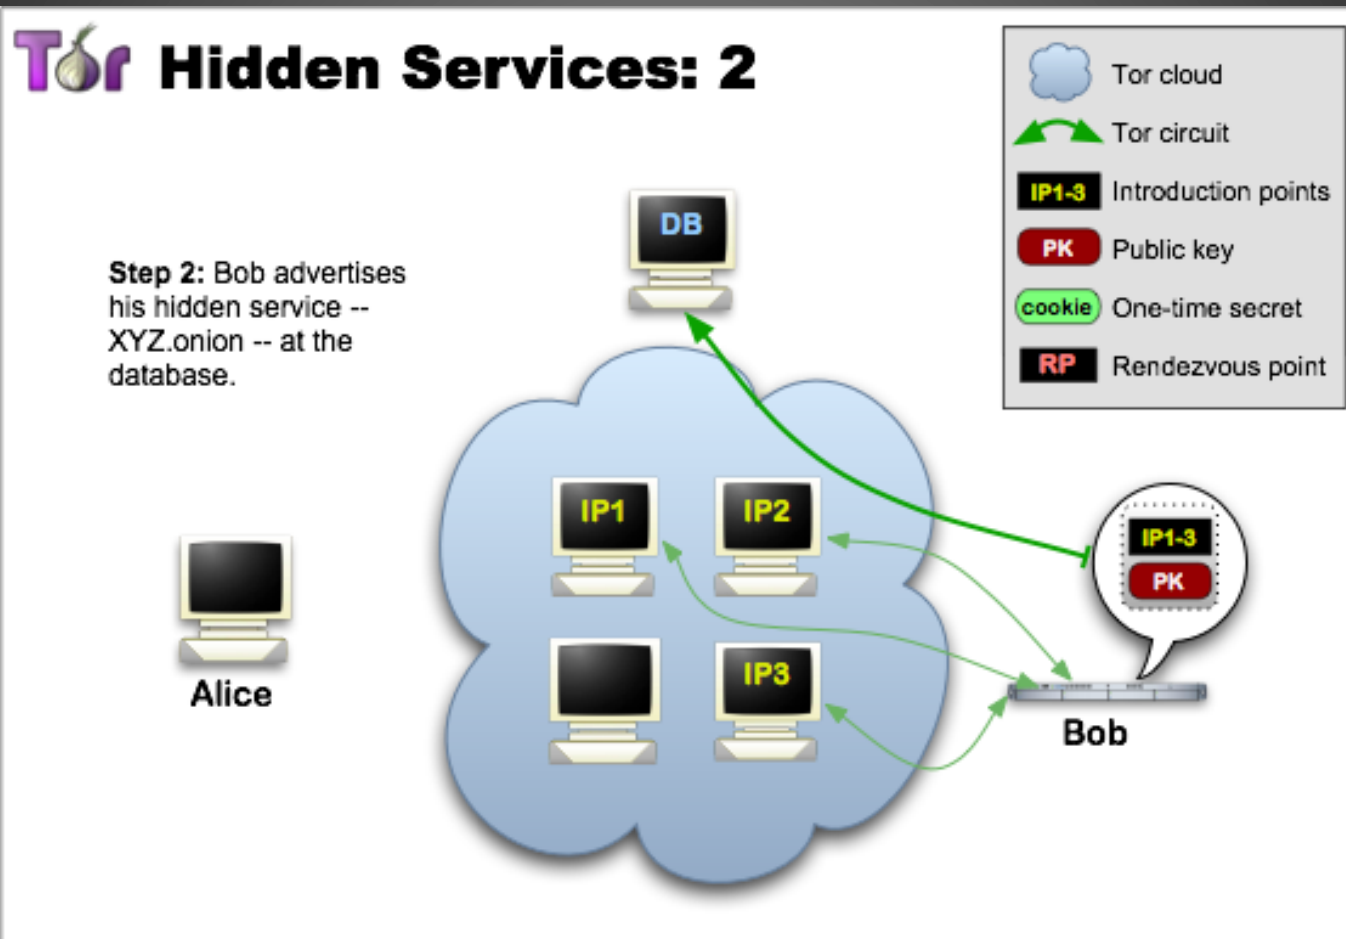 Tor Hidden Services: 2
Tor cloud
Tor circuit
IP1-3 Introduction points
PK Public key
cookie One-time secret
RP Rendezvous point
DB
Step 2: Bob advertises
his hidden service --
XYZ.onion -- at the
database.
IP1
IP2
IP1-3
PK
IP3
Alice
Bob